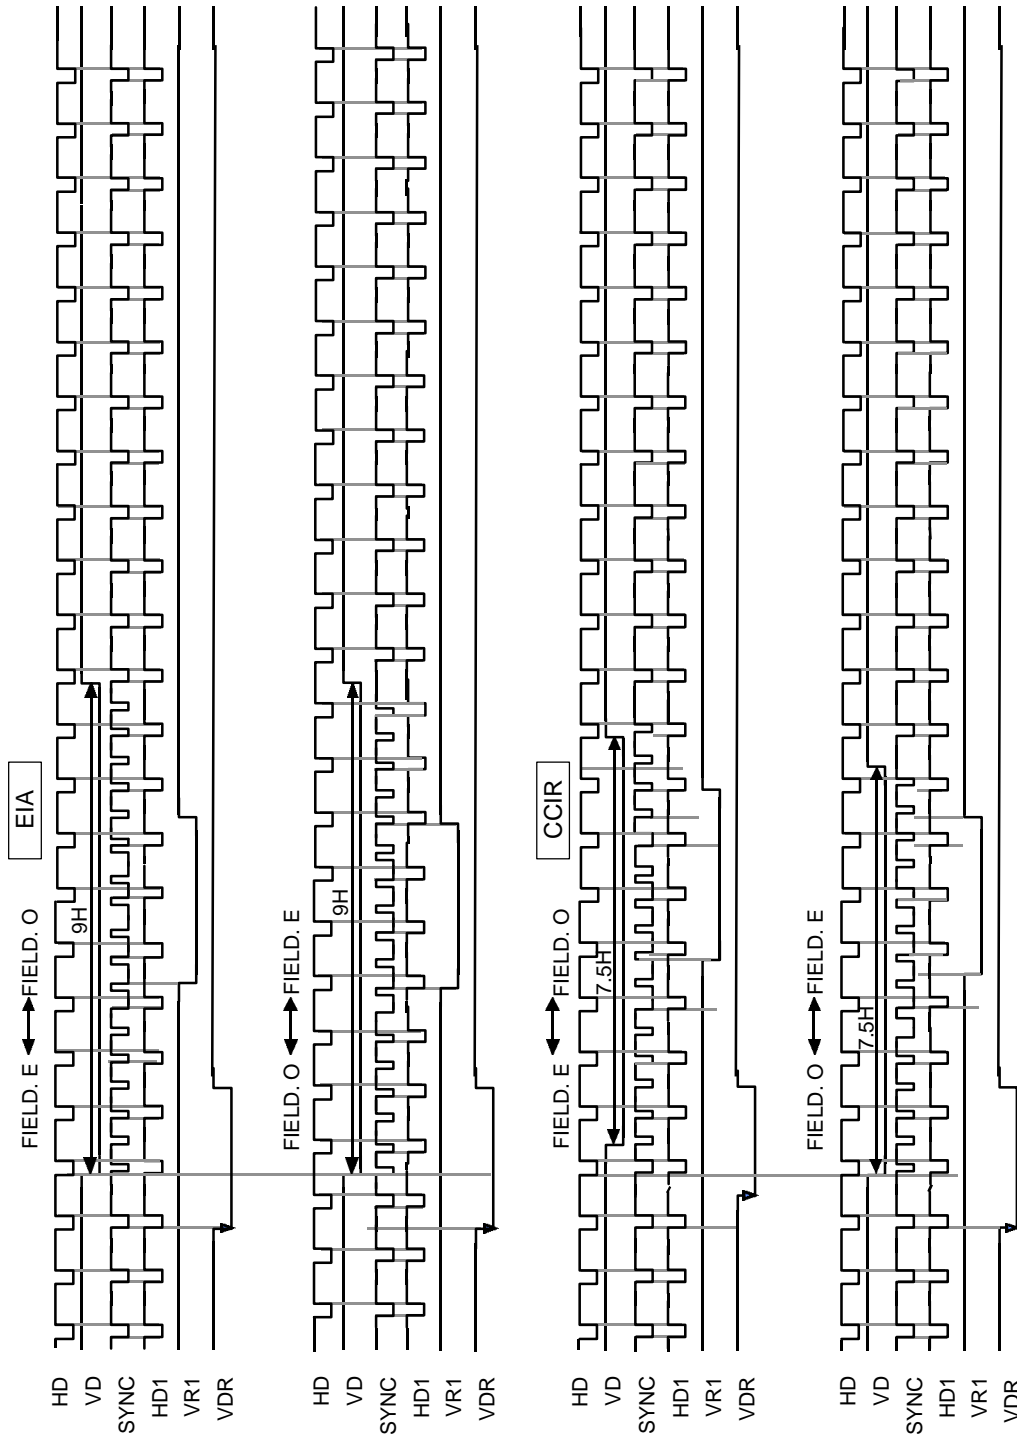 EIA
FIELD. E FIELD. O
HD
VD
9H
SYNC
HD1
VR1
VDR
FIELD. O FIELD. E
HD
VD
9H
SYNC
HD1
VR1
VDR
CCIR
FIELD. E FIELD. O
HD
VD
7.5H
SYNC
HD1
VR1
VDR
FIELD. O FIELD. E
HD
VD
7.5H
SYNC
HD1
VR1
VDR